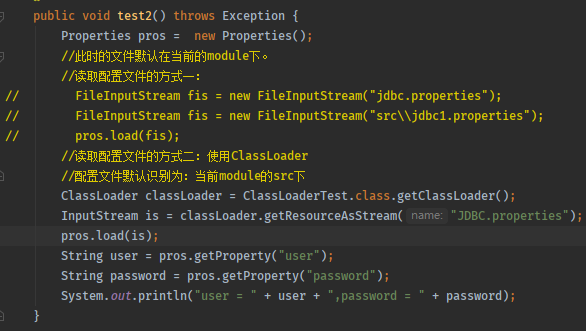 public void test2() throws Exception {
Properties pros =  new Properties();
//此时的文件默认在当前的module下。
//读取配置文件的方式一:
//        FileInputStream fis = new FileInputStream("jdbc.properties");
//        FileInputStream fis = new FileInputStream("src\\jdbc1.properties");
//        pros.load(fis);
//读取配置文件的方式二:使用ClassLoader
//配置文件默认识别为:当前module的src下
ClassLoader classLoader = ClassLoaderTest.class.getClassLoader();
InputStream is = classLoader.getResourceAsStream( name: "JDBC.properties");
pros.load(is);
String user = pros.getProperty("user");
String password = pros.getProperty("password");
System.out.println("user = " + user + ",password = " + password);
}